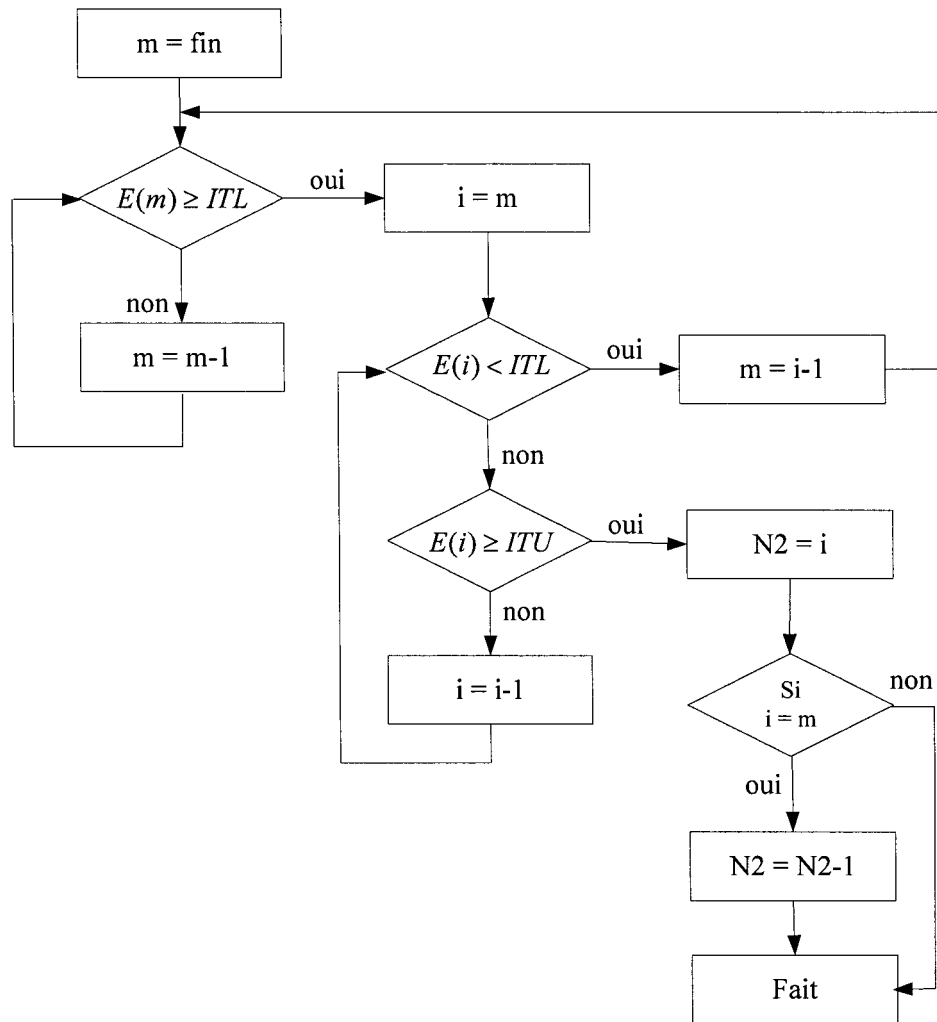 m = fin
E(m) ≥ ITL
oui
i = m
non
m = m-1
E(i) < ITL
oui
m = i-1
non
E(i) ≥ ITU
oui
N2 = i
non
i = i-1
Si
i = m
non
oui
N2 = N2-1
Fait